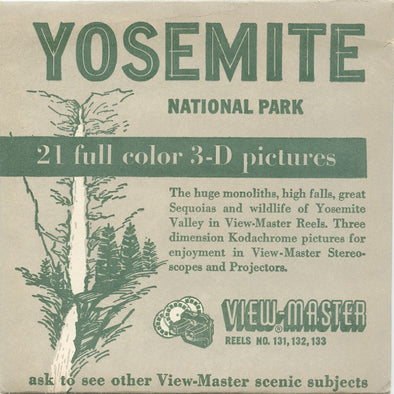 YOSEMITE
NATIONAL PARK
21 full color 3-D pictures
The huge monoliths, high falls, great
Sequoias and wildlife of Yosemite
Valley in View-Master Reels. Three
dimension Kodachrome pictures for
enjoyment in View-Master Stereo-
scopes and Projectors.
VIEW-MASTER
REELS NO. 131, 132, 133
ask to see other View-Master scenic subjects